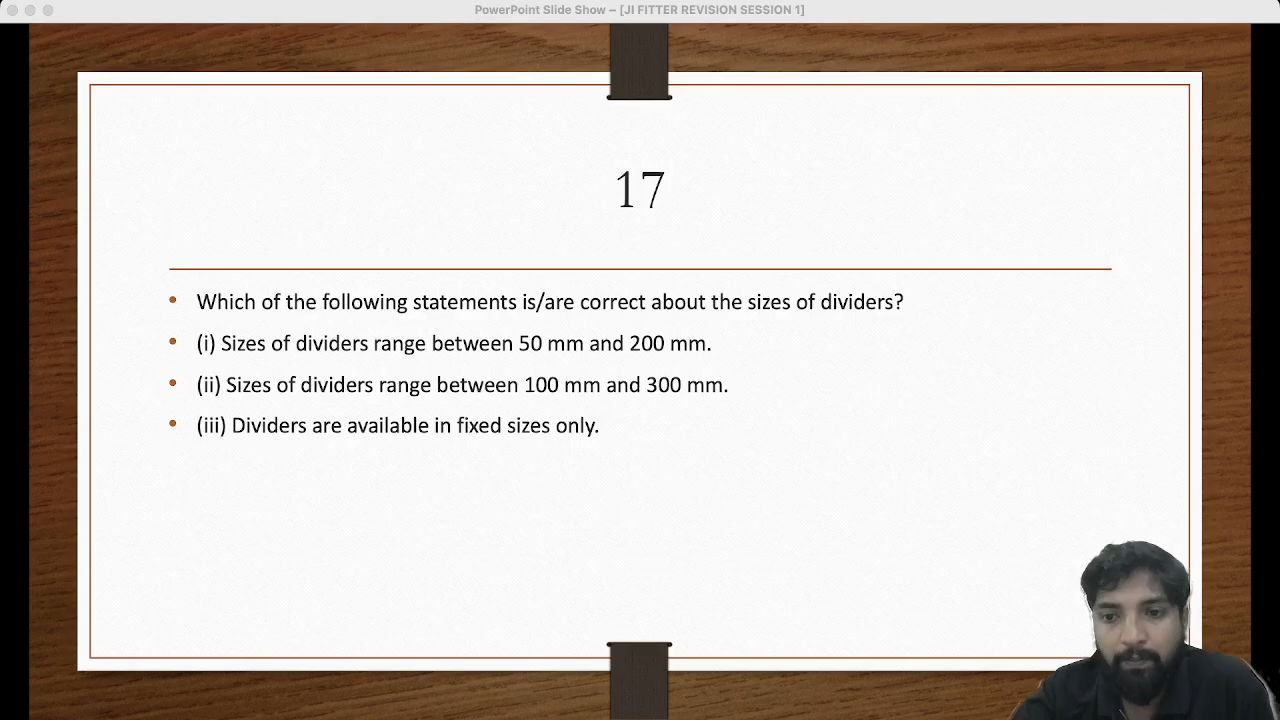 PowerPoint Slide Show – [JI FITTER REVISION SESSION 1]
17
• Which of the following statements is/are correct about the sizes of dividers?
• (i) Sizes of dividers range between 50 mm and 200 mm.
• (ii) Sizes of dividers range between 100 mm and 300 mm.
• (iii) Dividers are available in fixed sizes only.